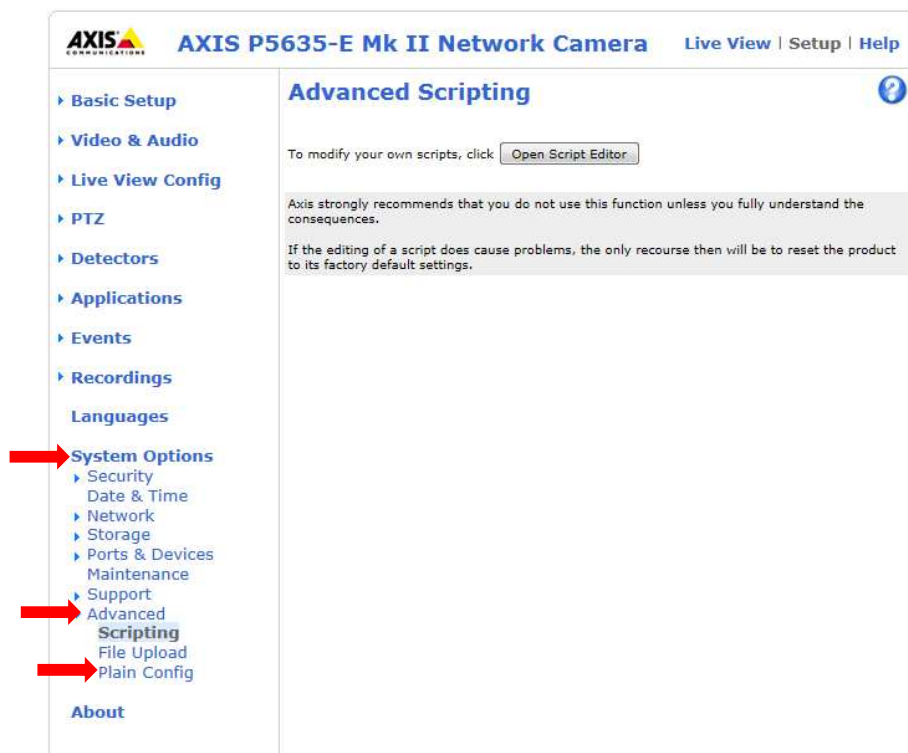 AXIS
COMMUNICATIONS
AXIS P5635-E Mk II Network Camera
Live View | Setup | Help
Basic Setup
Video & Audio
Live View Config
PTZ
Detectors
Applications
Events
Recordings
Languages
System Options
Security
Date & Time
Network
Storage
Ports & Devices
Maintenance
Support
Advanced
Scripting
File Upload
Plain Config
About
Advanced Scripting
?
To modify your own scripts, click Open Script Editor
Axis strongly recommends that you do not use this function unless you fully understand the
consequences.
If the editing of a script does cause problems, the only recourse then will be to reset the product
to its factory default settings.